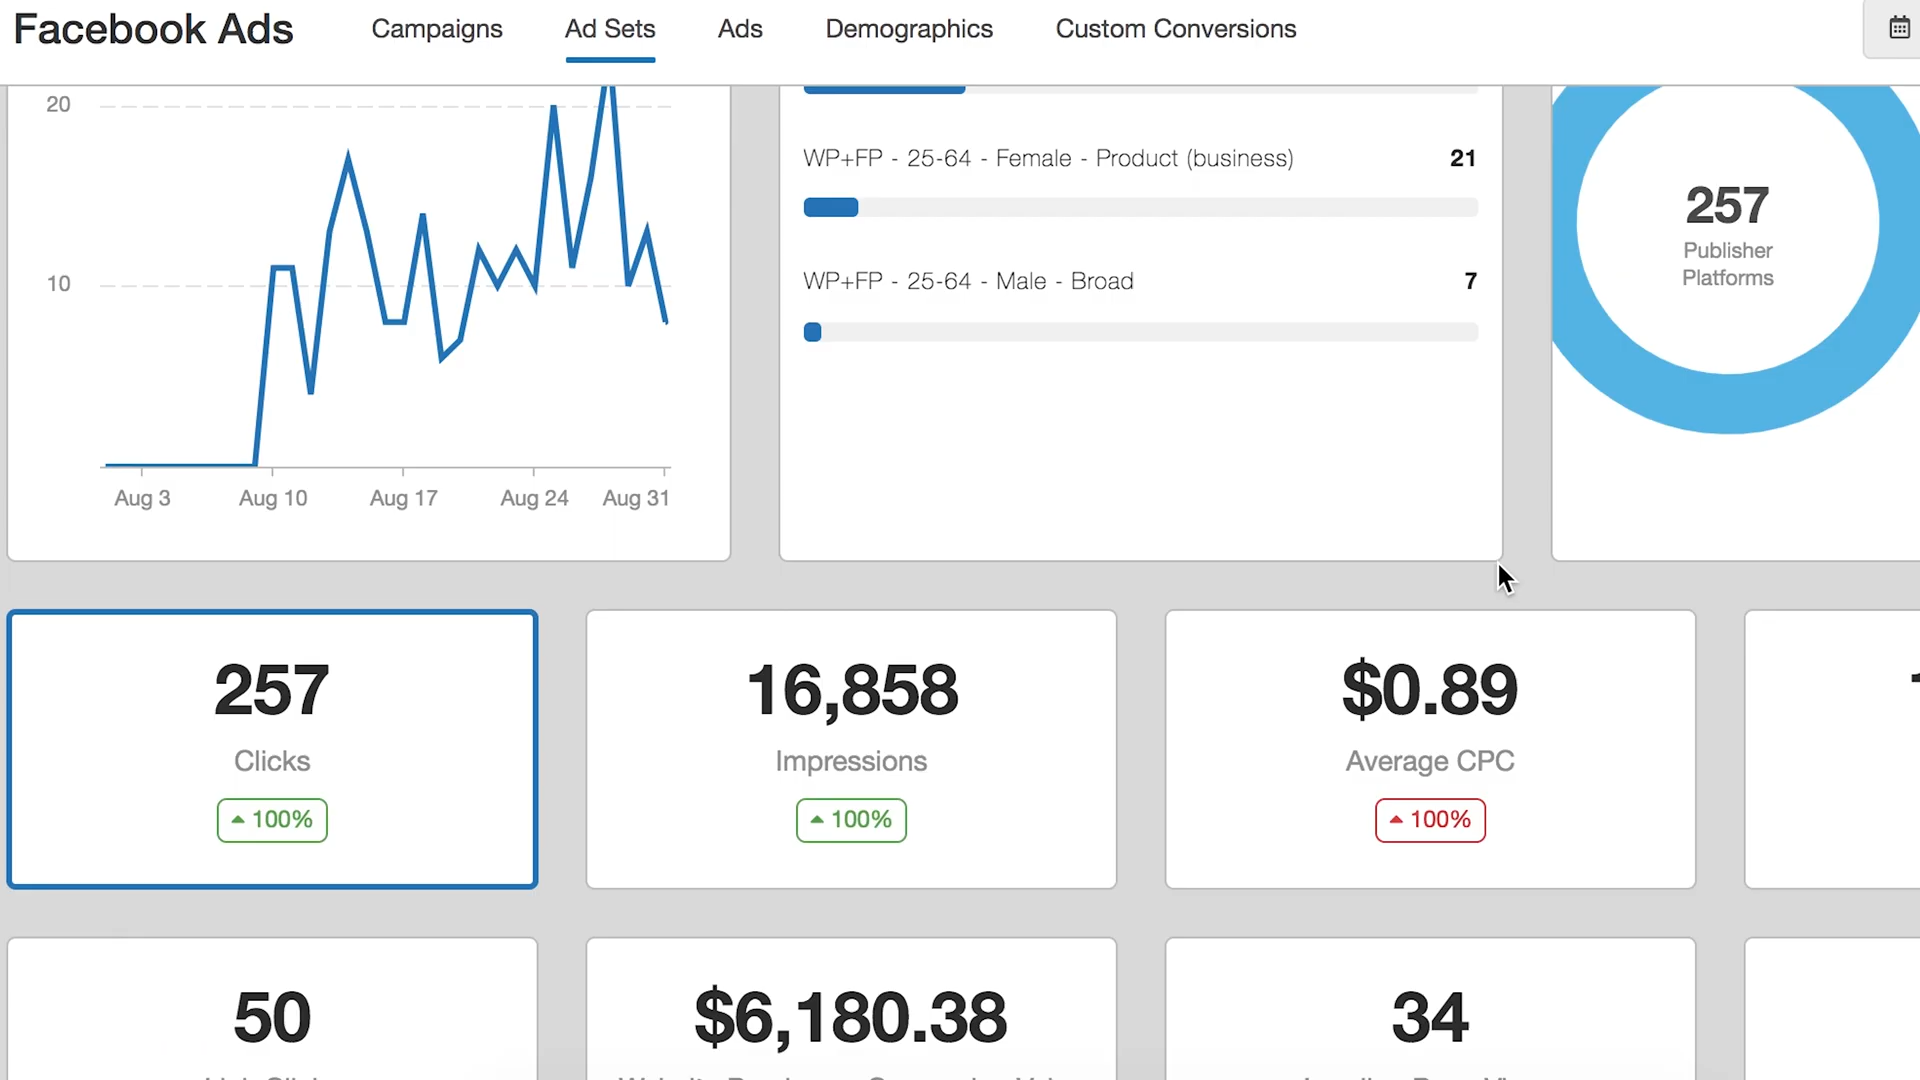 Facebook Ads
Campaigns
Ad Sets
Ads
Demographics
Custom Conversions
20
10
Aug 3
Aug 10
Aug 17
Aug 24
Aug 31
WP+FP - 25-64 - Female - Product (business)
21
WP+FP - 25-64 - Male - Broad
7
257
Publisher
Platforms
257
Clicks
100%
16,858
Impressions
100%
$0.89
Average CPC
100%
50
$6,180.38
34